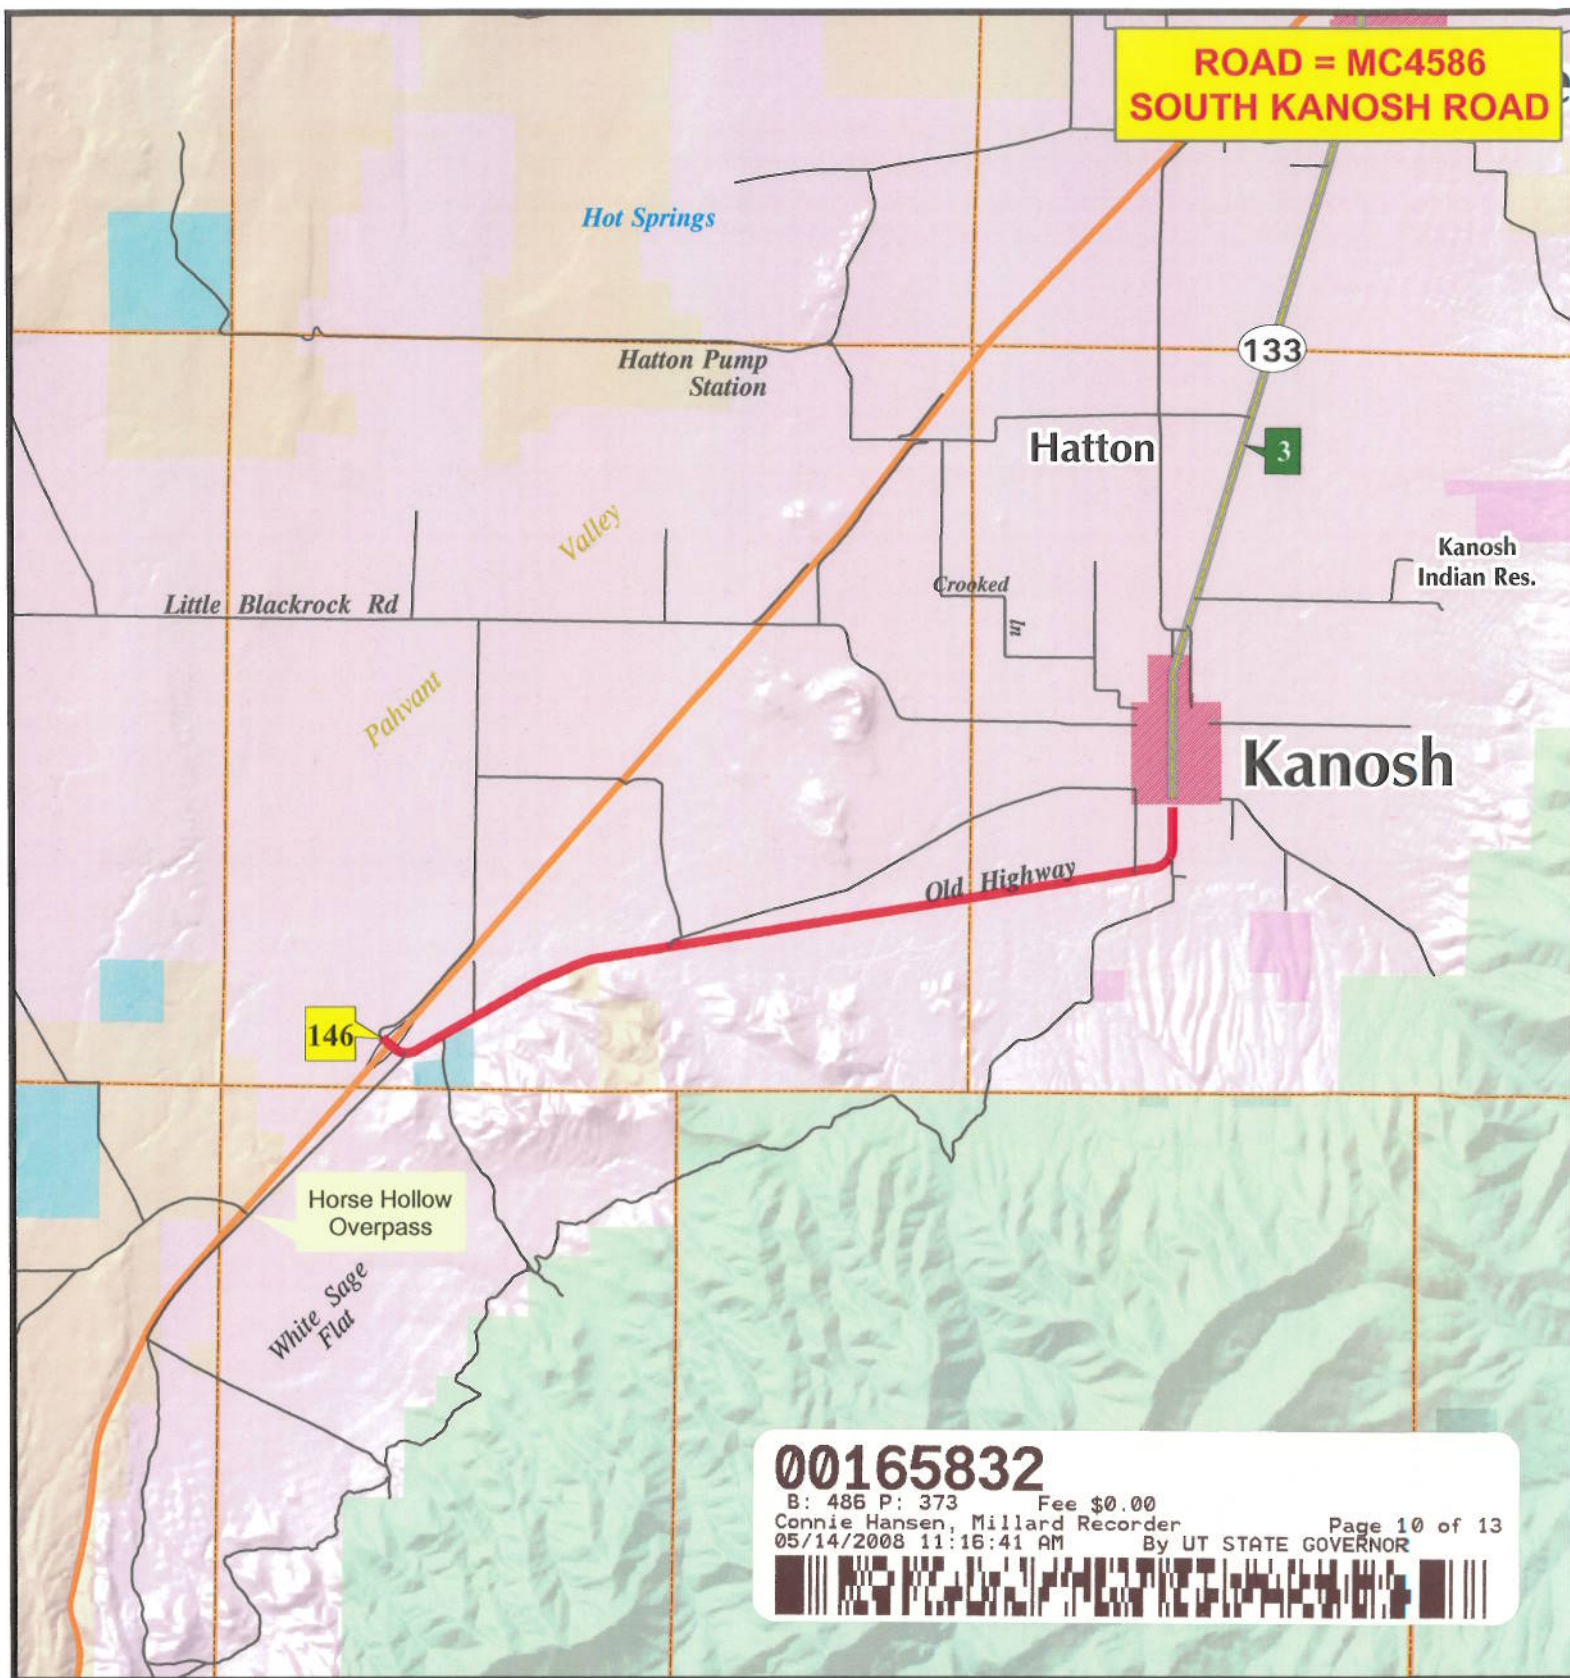 ROAD = MC4586
SOUTH KANOSH ROAD
Hot Springs
133
Hatton Pump
Station
Hatton
3
Valley
Kanosh
Indian Res.
Crooked
ln
Little Blackrock Rd
Pahvant
Kanosh
Old Highway
146
Horse Hollow
Overpass
White Sage
Flat
00165832
B: 486 P: 373 Fee $0.00
Connie Hansen, Millard Recorder Page 10 of 13
05/14/2008 11:16:41 AM By UT STATE GOVERNOR